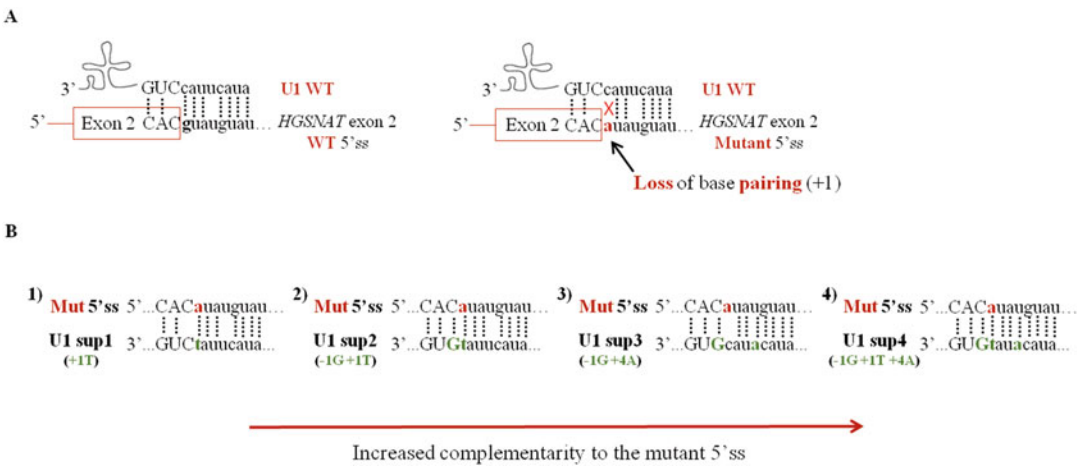 A
3’ GUCcauucaua U1 WT
5’ Exon 2 CACguauguau… HGSNAT exon 2
WT 5’ss
3’ GUCcauucaua U1 WT
X
5’ Exon 2 CACauauguau… HGSNAT exon 2
Mutant 5’ss
Loss of base pairing (+1)
B
1) Mut 5’ss 5’…CACauauguau…
U1 sup1 3’…GUCtauucaua…
(+1T)
2) Mut 5’ss 5’…CACauauguau…
U1 sup2 3’…GUGtauucaua…
(-1G+1T)
3) Mut 5’ss 5’…CACauauguau…
U1 sup3 3’…GUGcauacaua…
(-1G+4A)
4) Mut 5’ss 5’…CACauauguau…
U1 sup4 3’…GUGtauacaua…
(-1G+1T +4A)
Increased complementarity to the mutant 5’ss